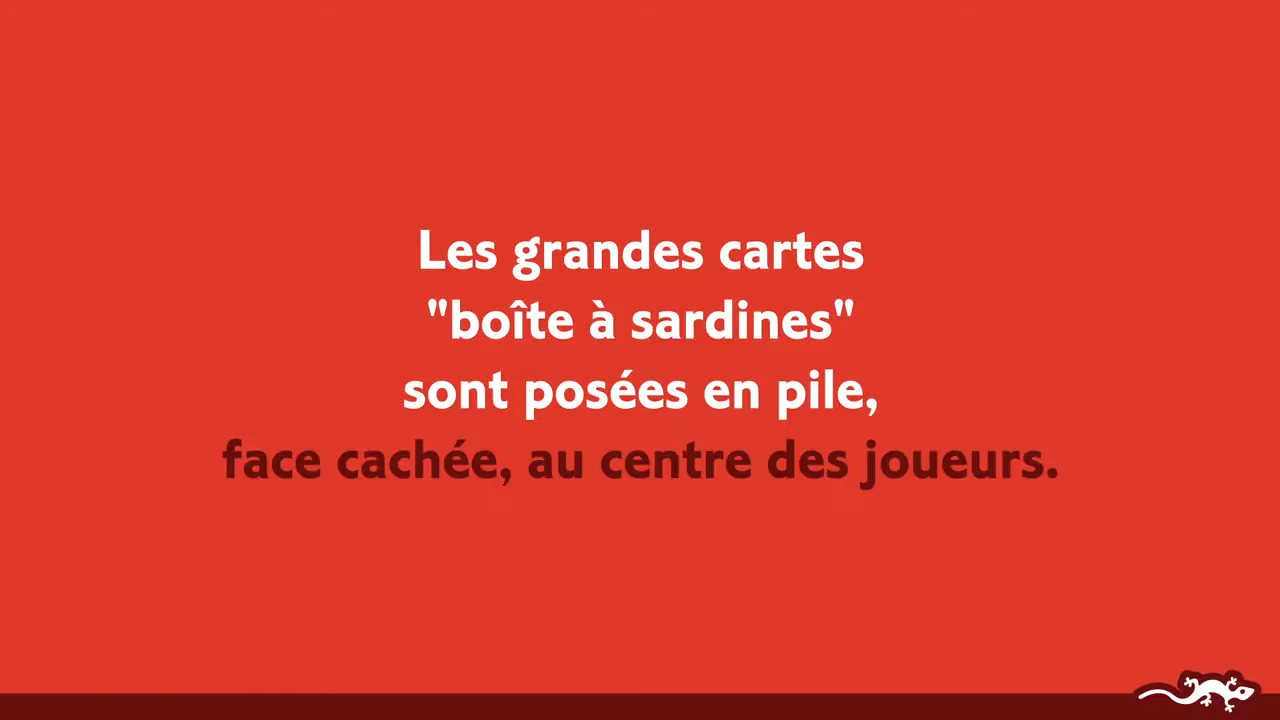 Les grandes cartes
"boîte à sardines"
sont posées en pile,
face cachée, au centre des joueurs.